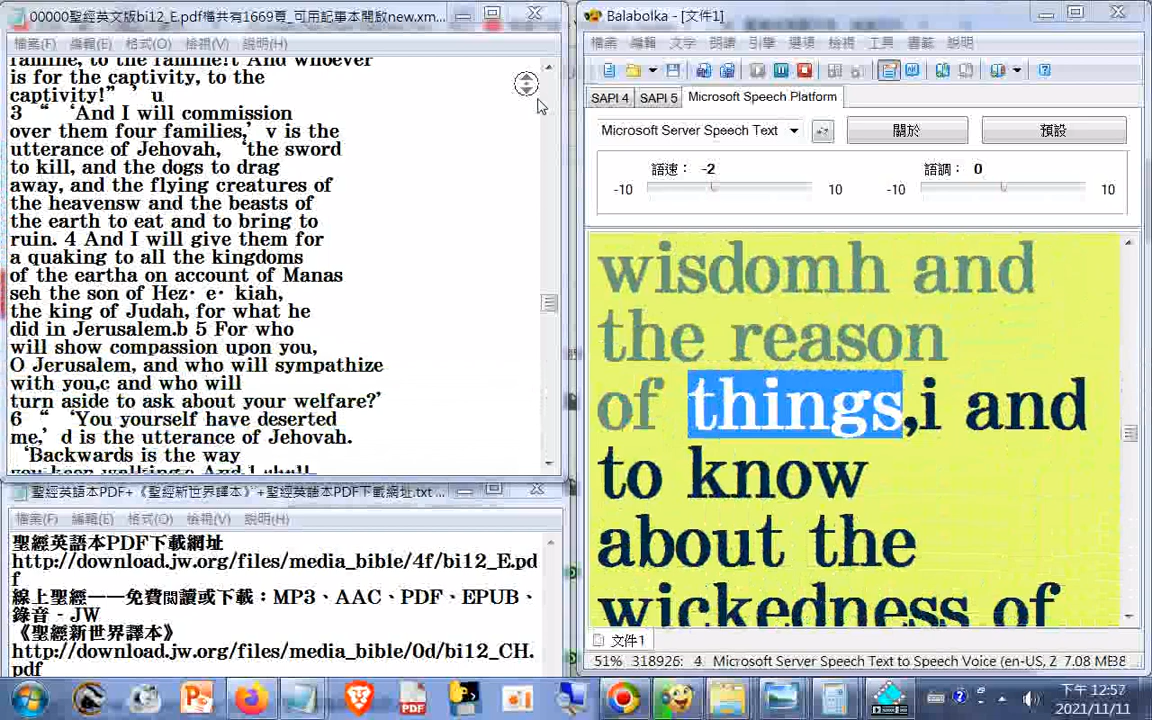 00000聖經英文版bi12_E.pdf檔共有1669頁_可用記事本開啟new.xm...
檔案(F) 編輯(E) 格式(O) 檢視(V) 說明(H)
famine, to the famine!t And whoever
is for the captivity, to the
captivity!” ’ u
3 “ ‘And I will commission
over them four families,’ v is the
utterance of Jehovah, ‘the sword
to kill, and the dogs to drag
away, and the flying creatures of
the heavensw and the beasts of
the earth to eat and to bring to
ruin. 4 And I will give them for
a quaking to all the kingdoms
of the eartha on account of Manas
seh the son of Hez· e· kiah,
the king of Judah, for what he
did in Jerusalem.b 5 For who
will show compassion upon you,
O Jerusalem, and who will sympathize
with you,c and who will
turn aside to ask about your welfare?’
6 “ ‘You yourself have deserted
me,’ d is the utterance of Jehovah.
‘Backwards is the way
聖經英語本PDF+《聖經新世界譯本》+聖經英語本PDF下載網址.txt ...
檔案(F) 編輯(E) 格式(O) 檢視(V) 說明(H)
聖經英語本PDF下載網址
http://download.jw.org/files/media_bible/4f/bi12_E.pd
f
線上聖經——免費閱讀或下載：MP3、AAC、PDF、EPUB、
錄音 - JW
《聖經新世界譯本》
http://download.jw.org/files/media_bible/0d/bi12_CH.
pdf
Balabolka - [文件1]
檔案 編輯 文字 朗讀 引擎 選項 檢視 工具 書籤 說明
SAPI 4 SAPI 5 Microsoft Speech Platform
Microsoft Server Speech Text 關於 預設
語速： -2 語調： 0
-10 10 -10 10
wisdomh and
the reason
of things,i and
to know
about the
wickedness of
文件1
51% 318926: 4 Microsoft Server Speech Text to Speech Voice (en-US, Z 7.08 MB
下午 12:57
2021/11/11